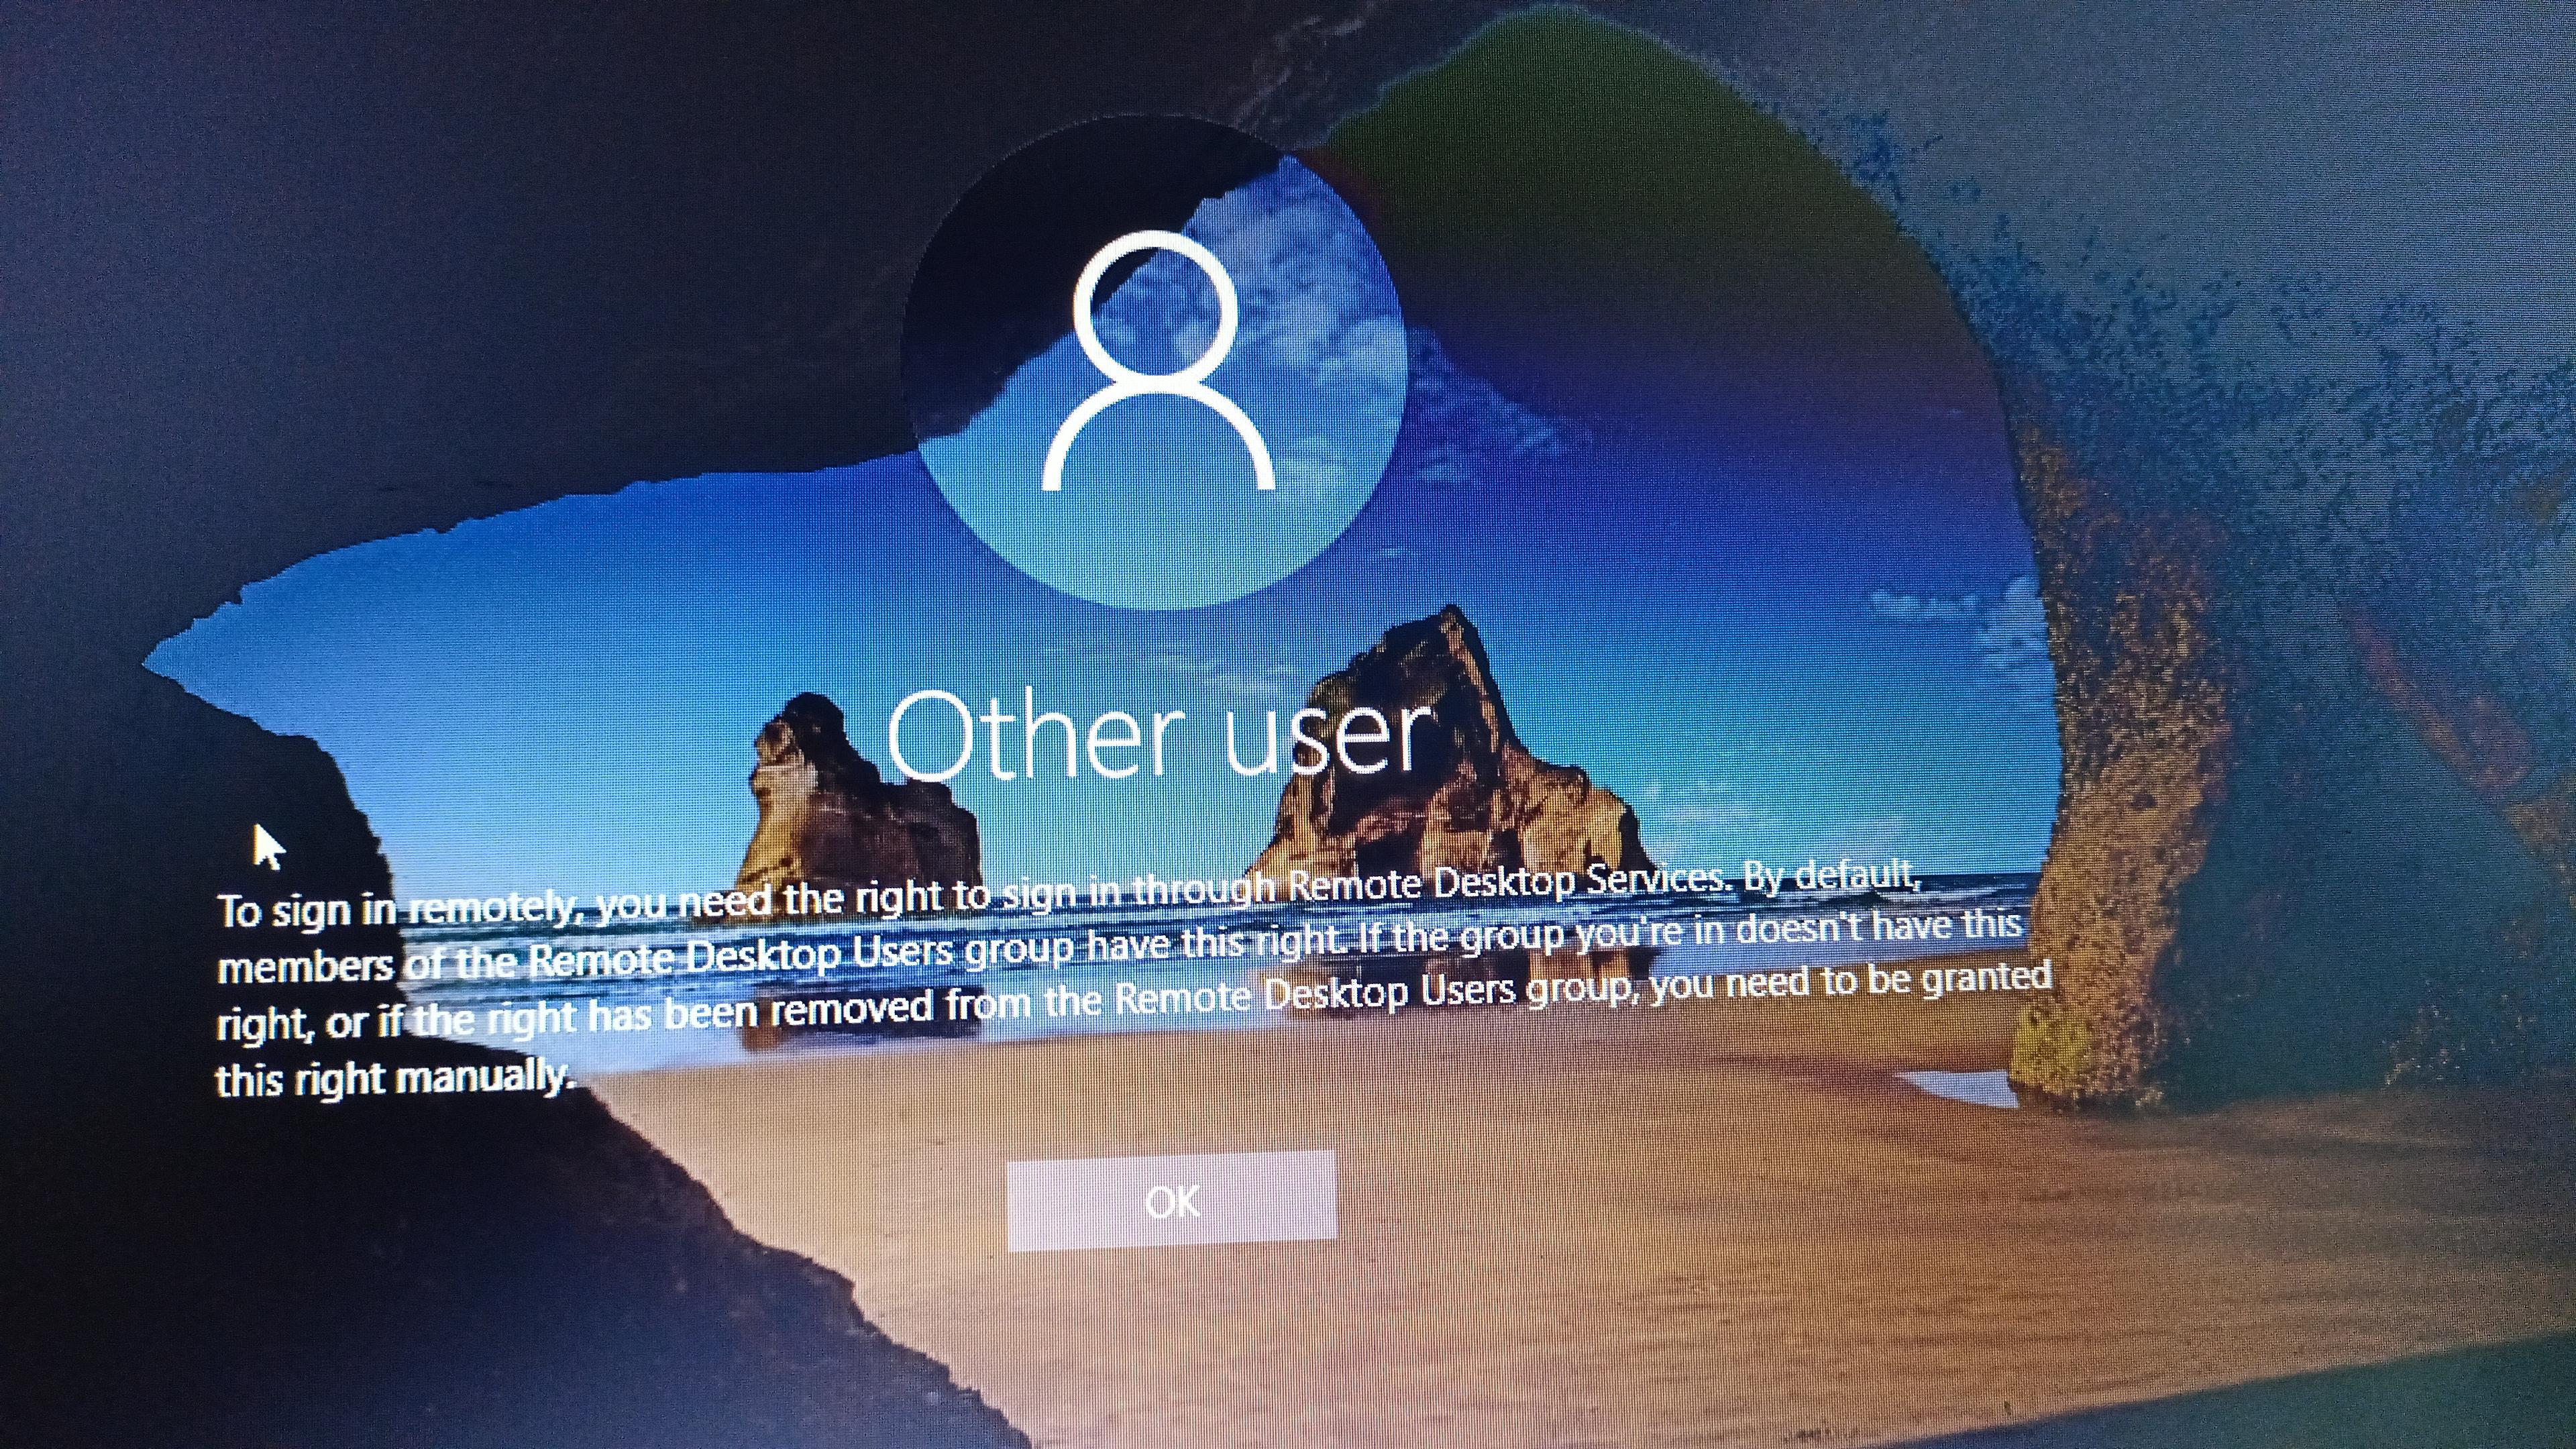 Other user
To sign in remotely, you need the right to sign in through Remote Desktop Services. By default,
members of the Remote Desktop Users group have this right. If the group you're in doesn't have this
right, or if the right has been removed from the Remote Desktop Users group, you need to be granted
this right manually.
OK